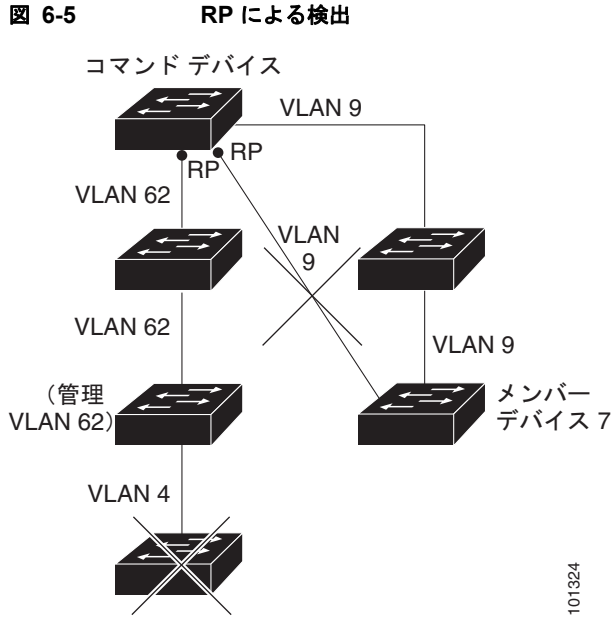 図 6-5 RP による検出
コマンド デバイス
VLAN 9
RP
RP
VLAN 62
VLAN
9
VLAN 62
VLAN 9
（管理
VLAN 62）
メンバー
デバイス 7
VLAN 4
101324